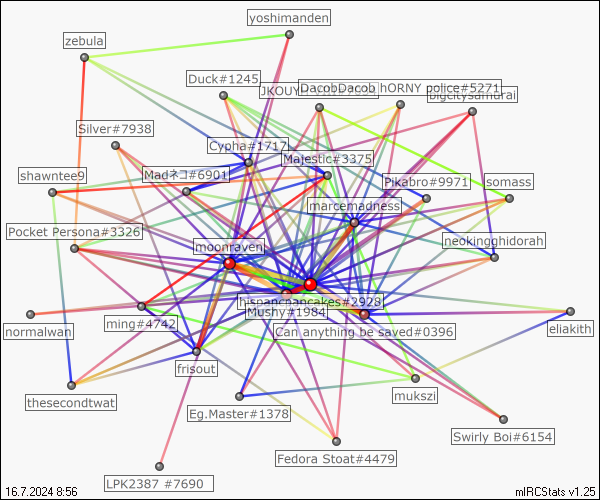 yoshimanden
zebula
Duck#1245
DacobDacob
hORNY police#5271
bigcitysamurai
Silver#7938
Cypha#1717
Majestic#3375
shawntee9
Madネコ#6901
Pikabro#9971
somass
marcemadness
Pocket Persona#3326
moonraven
neokingghidorah
hispanchancakes#2928
Mushy#1984
normalwan
ming#4742
Can anything be saved#0396
eliakith
frisout
thesecondtwat
mukszi
Eg.Master#1378
Swirly Boi#6154
Fedora Stoat#4479
LPK2387 #7690
16.7.2024 8:56
mIRCStats v1.25